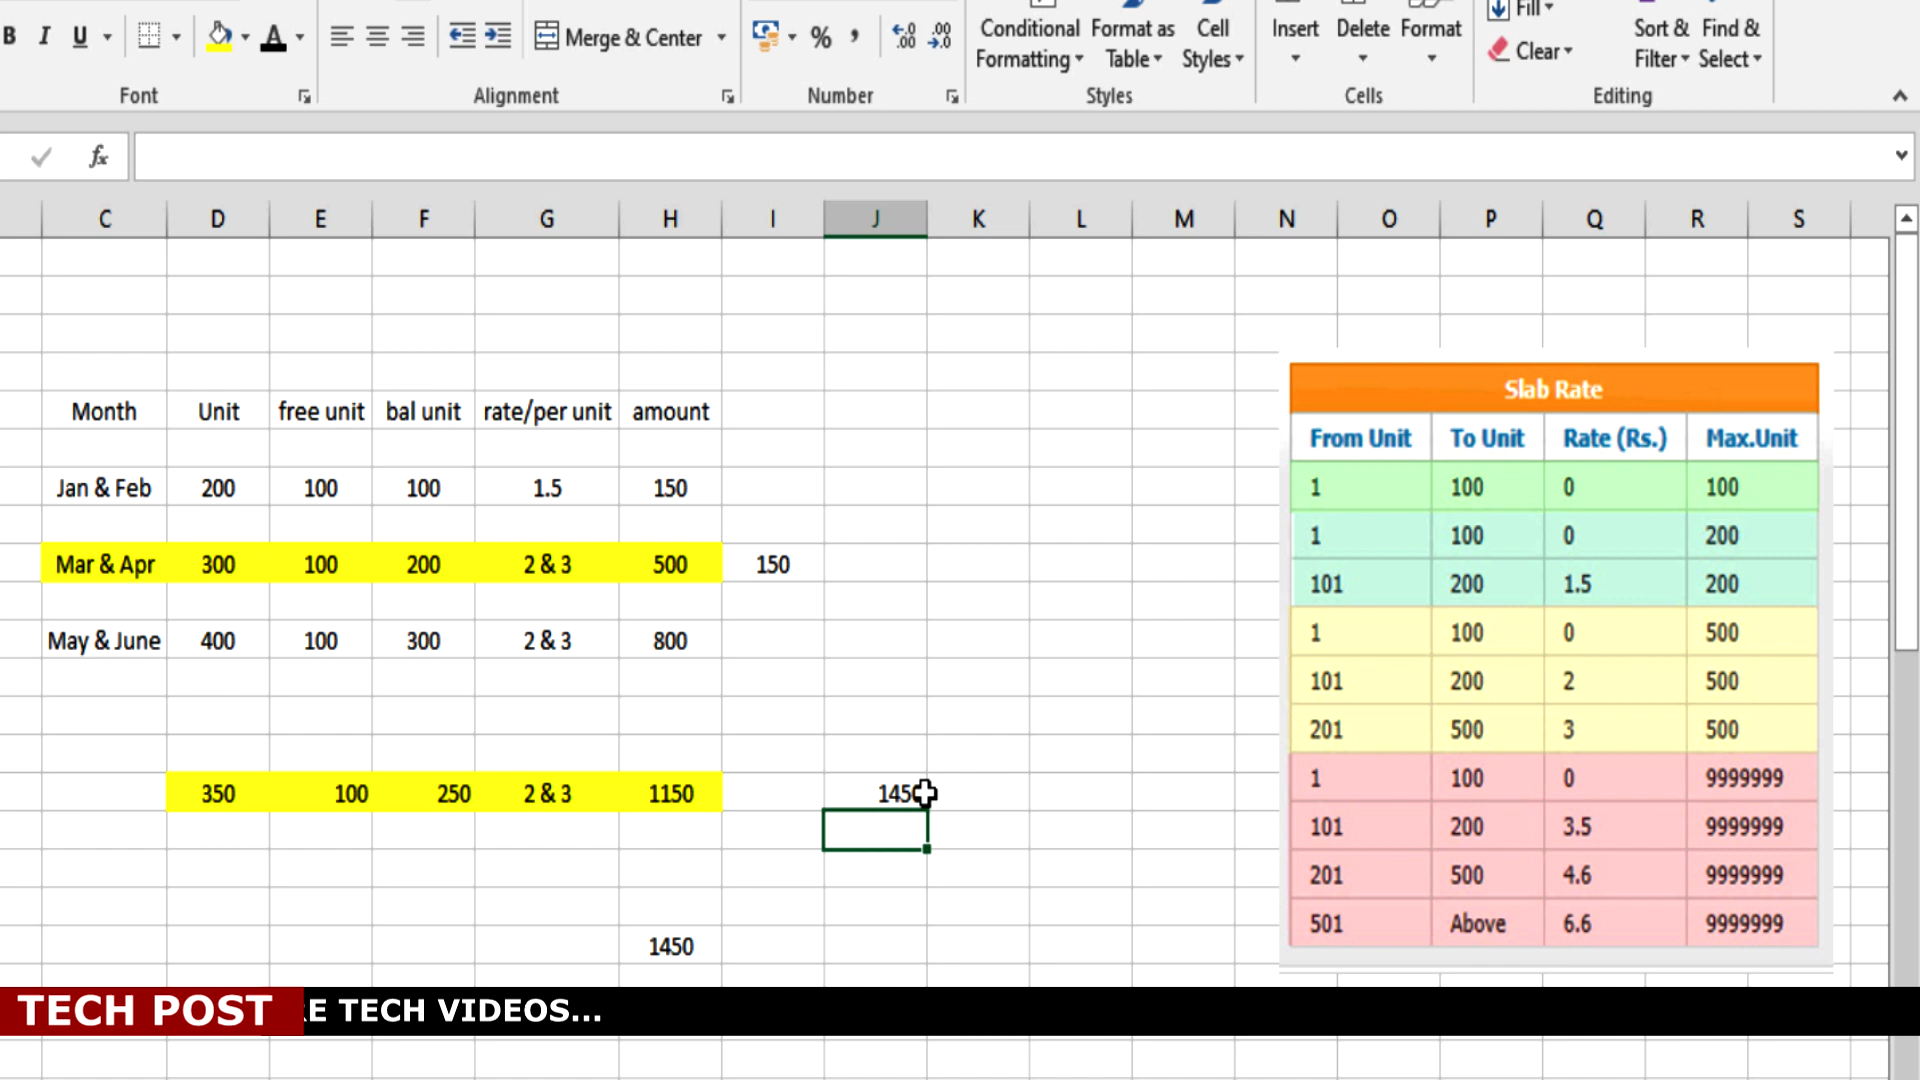 B I U A Merge & Center % , Conditional Formatting Format as Table Cell Styles Insert Delete Format Fill Clear Sort & Filter Find & Select
Font Alignment Number Styles Cells Editing
fx
C D E F G H I J K L M N O P Q R S
Month Unit free unit bal unit rate/per unit amount
Jan & Feb 200 100 100 1.5 150
Mar & Apr 300 100 200 2 & 3 500 150
May & June 400 100 300 2 & 3 800
350 100 250 2 & 3 1150 1450
1450
Slab Rate
From Unit To Unit Rate (Rs.) Max.Unit
1 100 0 100
1 100 0 200
101 200 1.5 200
1 100 0 500
101 200 2 500
201 500 3 500
1 100 0 9999999
101 200 3.5 9999999
201 500 4.6 9999999
501 Above 6.6 9999999
TECH POST TECH VIDEOS...